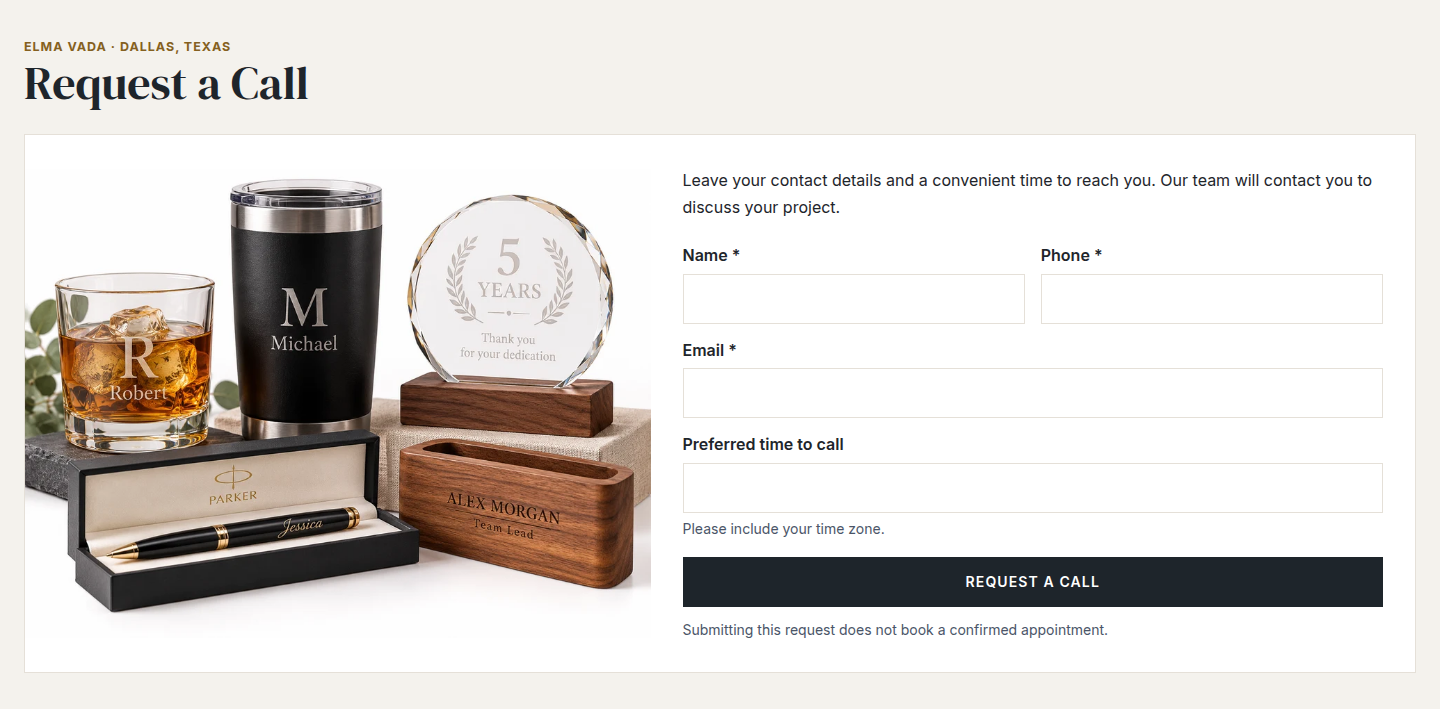 ELMA VADA · DALLAS, TEXAS
Request a Call
R
Robert
M
Michael
5
YEARS
Thank you
for your dedication
PARKER
Jessica
ALEX MORGAN
Team Lead
Leave your contact details and a convenient time to reach you. Our team will contact you to
discuss your project.
Name *
Phone *
Email *
Preferred time to call
Please include your time zone.
REQUEST A CALL
Submitting this request does not book a confirmed appointment.